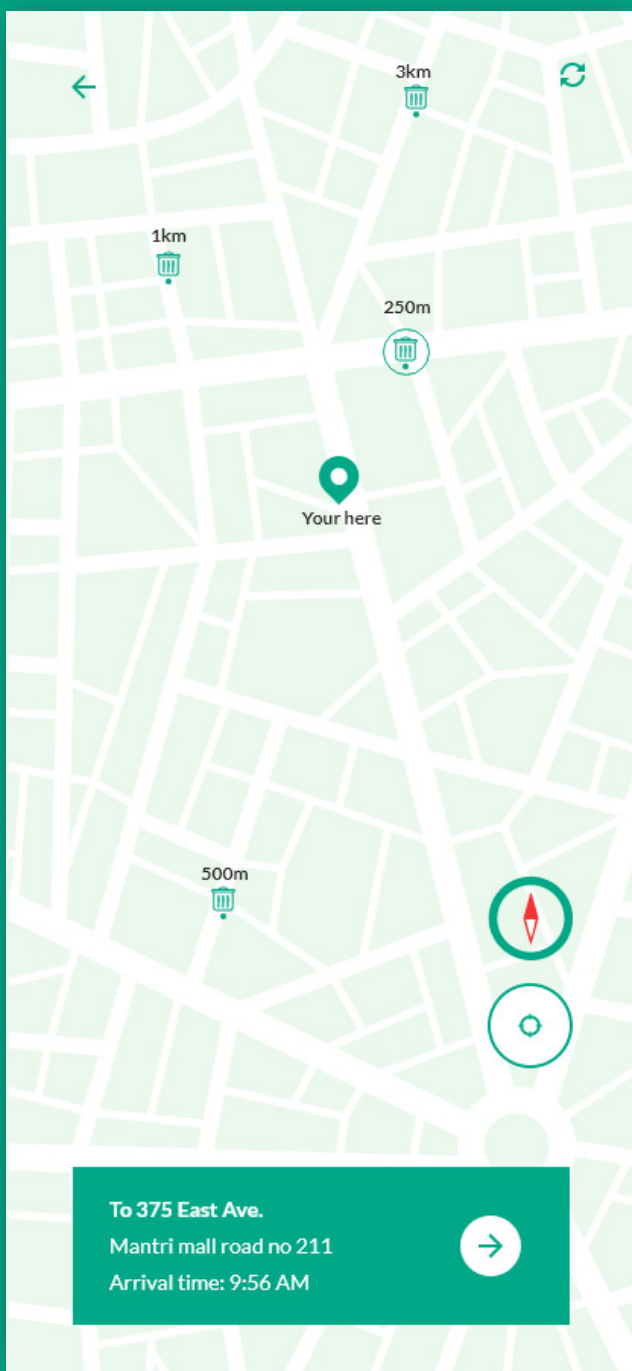 3km
1km
250m
Your here
500m
To 375 East Ave.
Mantri mall road no 211
Arrival time: 9:56 AM